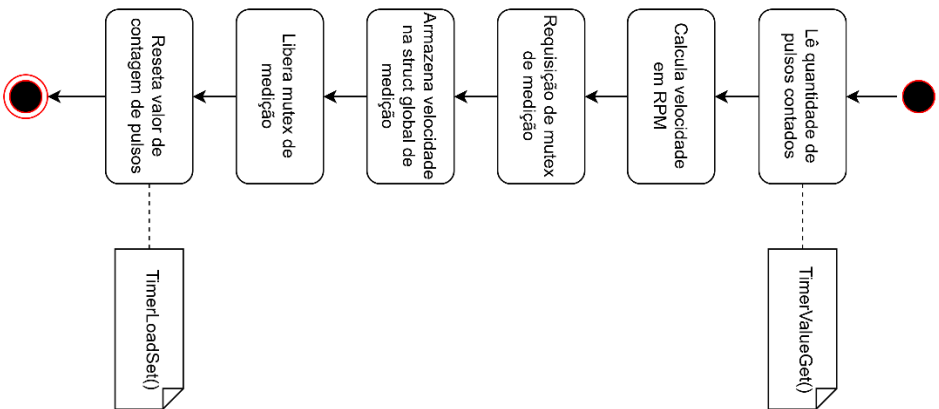 Lê quantidade de
pulsos contados
Calcula velocidade
em RPM
Requisição de mutex
de medição
Armazena velocidade
na struct global de
medição
Libera mutex de
medição
Reseta valor de
contagem de pulsos
TimerValueGet()
TimerLoadSet()